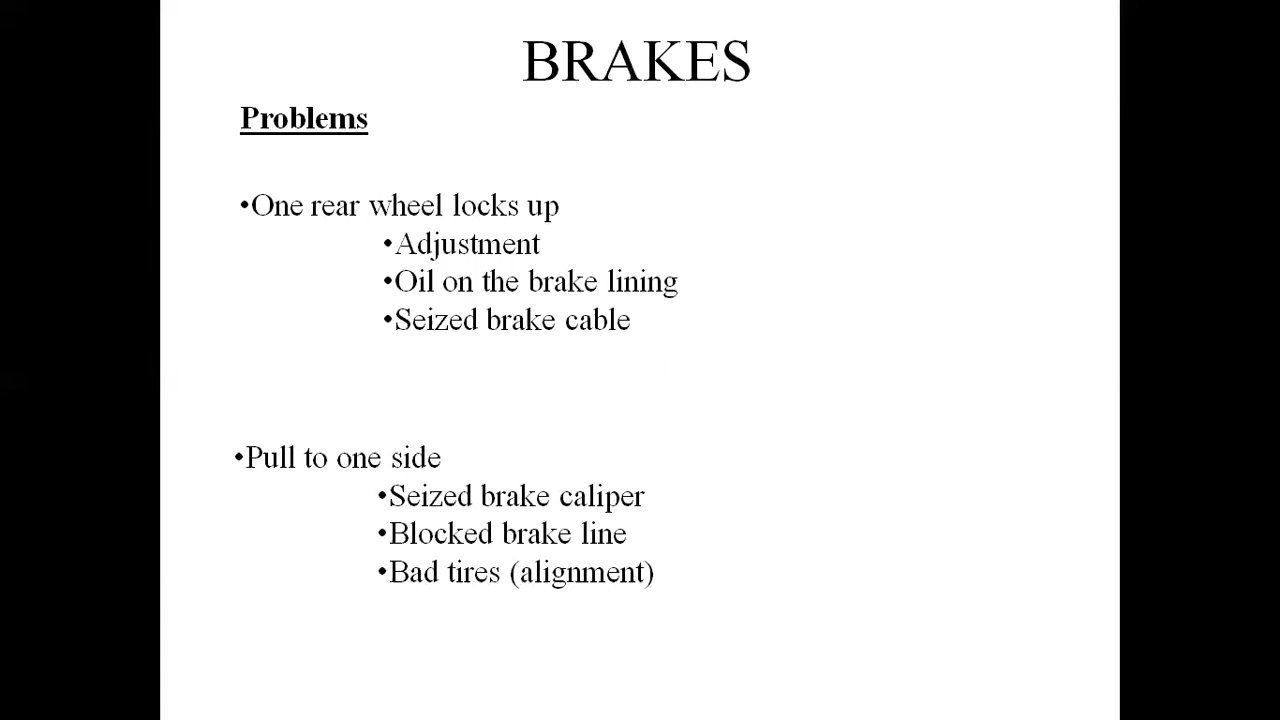 BRAKES
Problems
•One rear wheel locks up
•Adjustment
•Oil on the brake lining
•Seized brake cable
•Pull to one side
•Seized brake caliper
•Blocked brake line
•Bad tires (alignment)